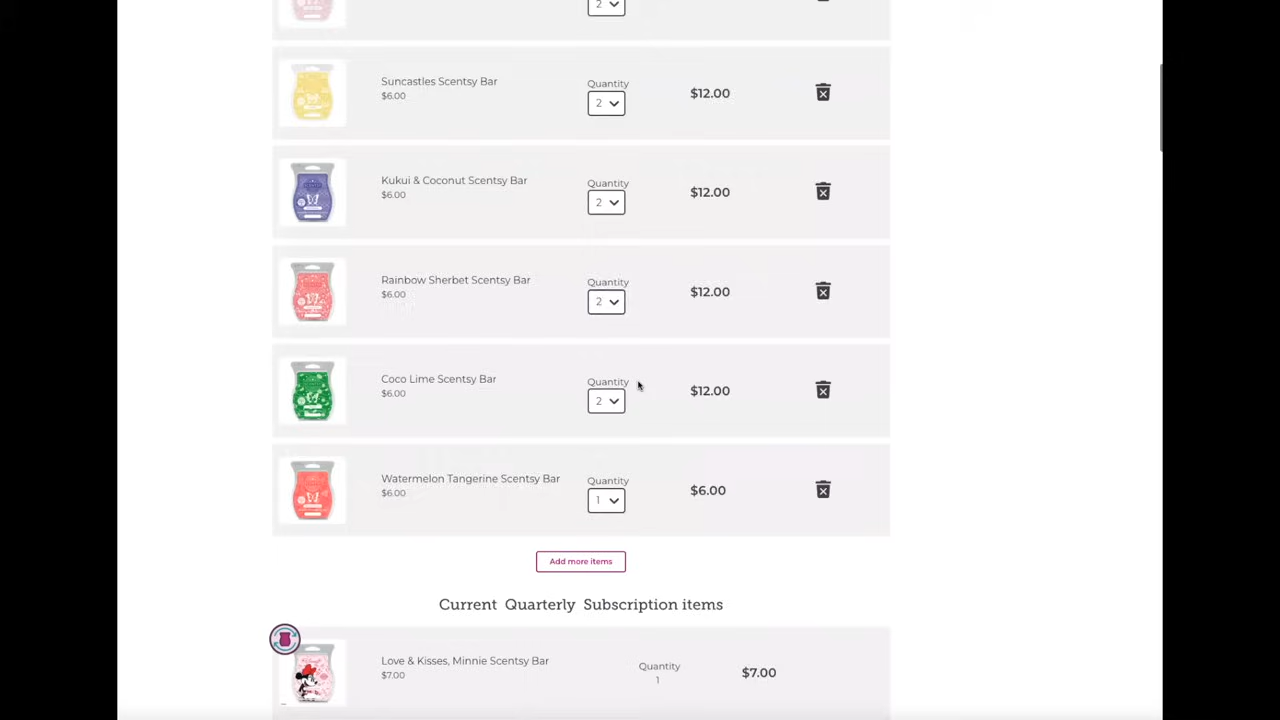 2
Suncastles Scentsy Bar
$6.00
Quantity
2
$12.00
Kukui & Coconut Scentsy Bar
$6.00
Quantity
2
$12.00
Rainbow Sherbet Scentsy Bar
$6.00
Quantity
2
$12.00
Coco Lime Scentsy Bar
$6.00
Quantity
2
$12.00
Watermelon Tangerine Scentsy Bar
$6.00
Quantity
1
$6.00
Add more items
Current Quarterly Subscription items
Love & Kisses, Minnie Scentsy Bar
$7.00
Quantity
1
$7.00